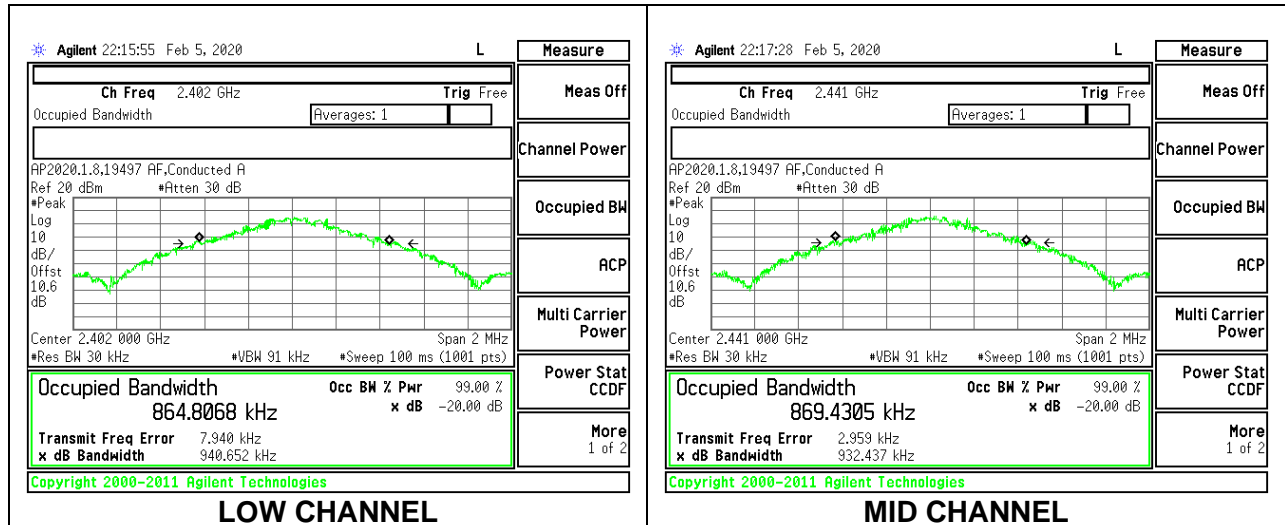 Agilent 22:15:55 Feb 5, 2020 L
Measure
Ch Freq 2.402 GHz Trig Free
Occupied Bandwidth Averages: 1
AP2020.1.8,19497 AF,Conducted A
Ref 20 dBm #Atten 30 dB
#Peak
Log
10
dB/
Offst
10.6
dB
Center 2.402 000 GHz Span 2 MHz
#Res BW 30 kHz #VBW 91 kHz #Sweep 100 ms (1001 pts)
Occupied Bandwidth Occ BW % Pwr 99.00 %
864.8068 kHz x dB -20.00 dB
Transmit Freq Error 7.940 kHz
x dB Bandwidth 940.652 kHz
Copyright 2000-2011 Agilent Technologies
Meas Off
Channel Power
Occupied BW
ACP
Multi Carrier
Power
Power Stat
CCDF
More
1 of 2
LOW CHANNEL
Agilent 22:17:28 Feb 5, 2020 L
Measure
Ch Freq 2.441 GHz Trig Free
Occupied Bandwidth Averages: 1
AP2020.1.8,19497 AF,Conducted A
Ref 20 dBm #Atten 30 dB
#Peak
Log
10
dB/
Offst
10.6
dB
Center 2.441 000 GHz Span 2 MHz
#Res BW 30 kHz #VBW 91 kHz #Sweep 100 ms (1001 pts)
Occupied Bandwidth Occ BW % Pwr 99.00 %
869.4305 kHz x dB -20.00 dB
Transmit Freq Error 2.959 kHz
x dB Bandwidth 932.437 kHz
Copyright 2000-2011 Agilent Technologies
Meas Off
Channel Power
Occupied BW
ACP
Multi Carrier
Power
Power Stat
CCDF
More
1 of 2
MID CHANNEL